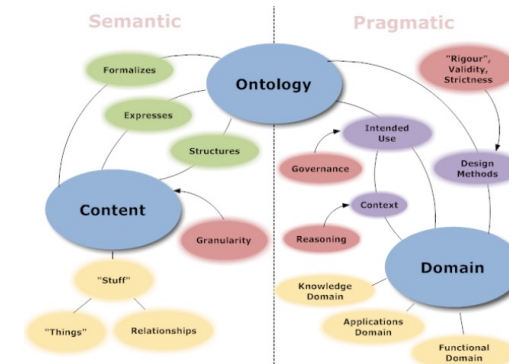 Semantic
Pragmatic
Formalizes
Ontology
"Rigour",
Validity,
Strictness
Expresses
Intended
Use
Structures
Governance
Design
Methods
Content
Context
Granularity
Reasoning
Domain
"Stuff"
Knowledge
Domain
"Things"
Relationships
Applications
Domain
Functional
Domain